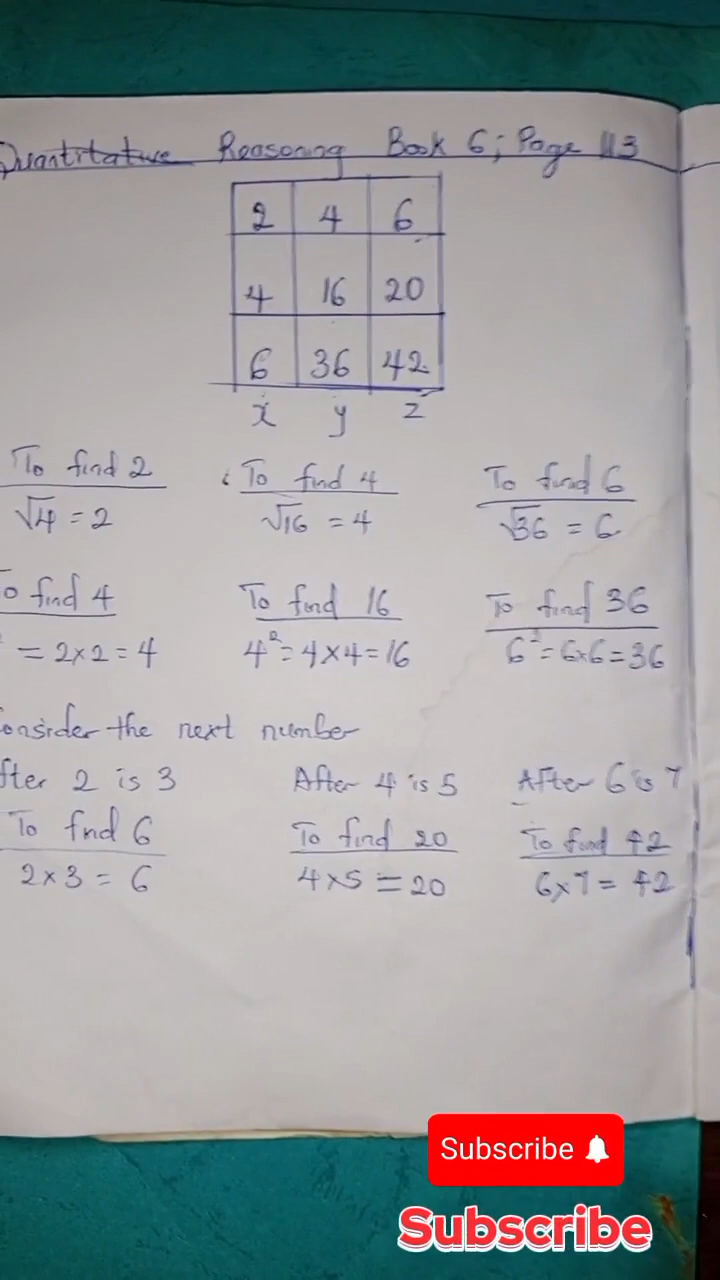 Quantitative Reasoning Book 6; Page 113
2 4 6
4 16 20
6 36 42
x y z
To find 2 To find 4 To find 6
√4 = 2 √16 = 4 √36 = 6
To find 4 To find 16 To find 36
² = 2×2 = 4 4² = 4×4 = 16 6² = 6×6 = 36
onsider the next number
fter 2 is 3 After 4 is 5 After 6 is 7
To find 6 To find 20 To find 42
2×3 = 6 4×5 = 20 6×7 = 42
Subscribe
Subscribe